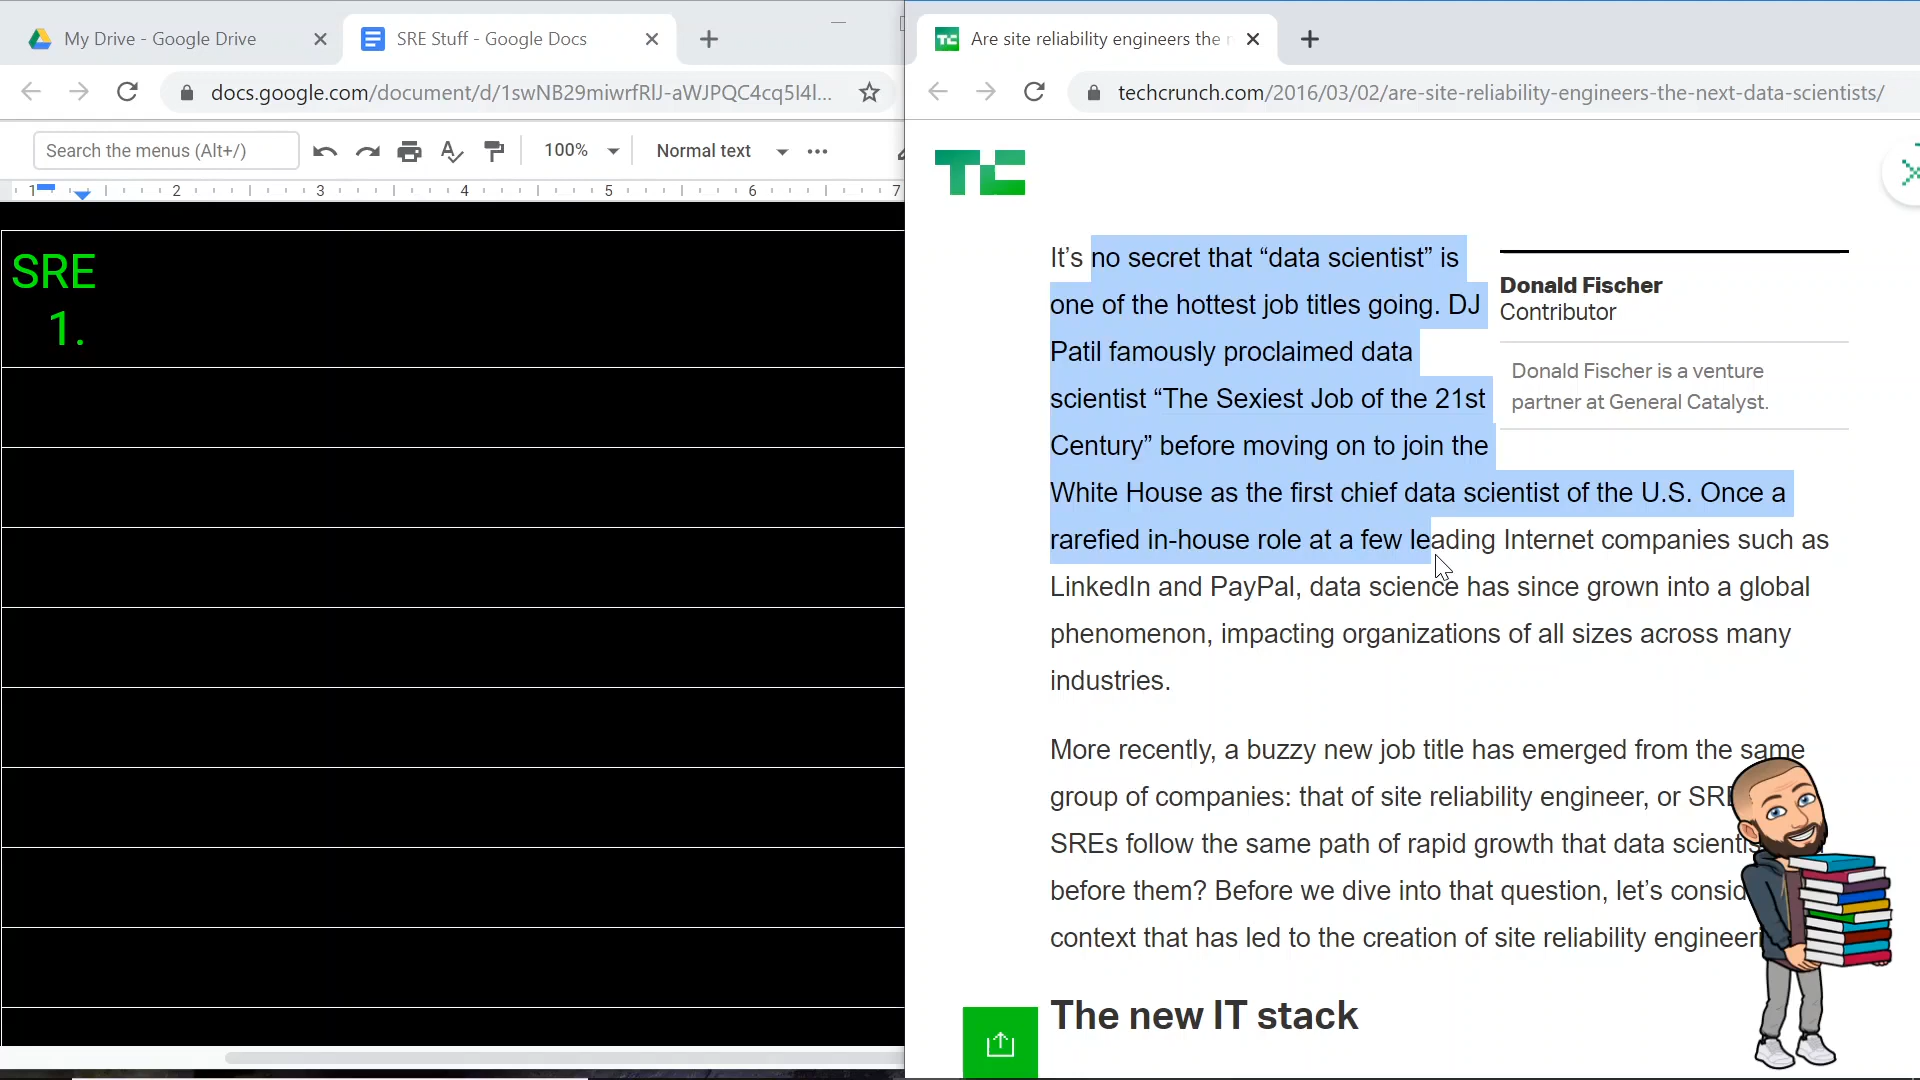 My Drive - Google Drive
SRE Stuff - Google Docs
docs.google.com/document/d/1swNB29miwrfRlJ-aWJPQC4cq5I4l...
Search the menus (Alt+/)
100%
Normal text
1 2 3 4 5 6 7
SRE
1.
Are site reliability engineers the
techcrunch.com/2016/03/02/are-site-reliability-engineers-the-next-data-scientists/
TC
It’s no secret that “data scientist” is
one of the hottest job titles going. DJ
Patil famously proclaimed data
scientist “The Sexiest Job of the 21st
Century” before moving on to join the
White House as the first chief data scientist of the U.S. Once a
rarefied in-house role at a few leading Internet companies such as
LinkedIn and PayPal, data science has since grown into a global
phenomenon, impacting organizations of all sizes across many
industries.
Donald Fischer
Contributor
Donald Fischer is a venture
partner at General Catalyst.
More recently, a buzzy new job title has emerged from the same
group of companies: that of site reliability engineer, or SRE
SREs follow the same path of rapid growth that data scientis
before them? Before we dive into that question, let’s consid
context that has led to the creation of site reliability engineeri
The new IT stack